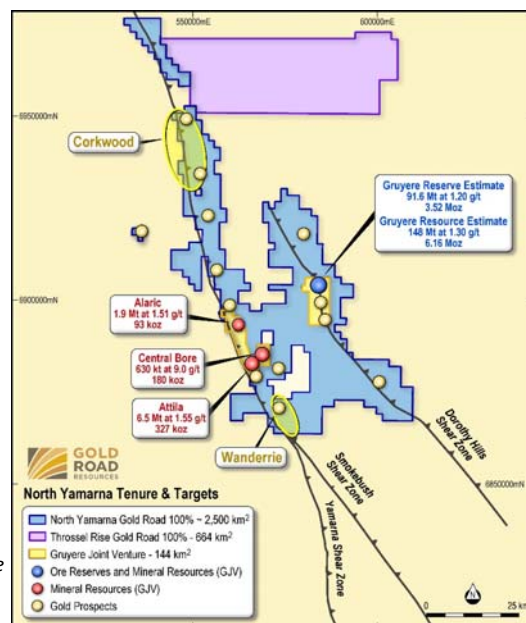 550000mE
600000mE
6950000mN
Corkwood
Gruyere Reserve Estimate
91.6 Mt at 1.20 g/t
3.52 Moz
Gruyere Resource Estimate
148 Mt at 1.30 g/t
6.16 Moz
6900000mN
Alaric
1.9 Mt at 1.51 g/t
93 koz
Central Bore
630 kt at 9.0 g/t
180 koz
Attila
6.5 Mt at 1.55 g/t
327 koz
Wanderrie
Dorothy Hills
Shear Zone
Smokebush
Shear Zone
Yamarna Shear Zone
6850000mN
GOLD
ROAD
RESOURCES
North Yamarna Tenure & Targets
North Yamarna Gold Road 100% ~ 2,500 km²
Throssel Rise Gold Road 100% - 664 km²
Gruyere Joint Venture - 144 km²
Ore Reserves and Mineral Resources (GJV)
Mineral Resources (GJV)
Gold Prospects
N
0
25 km
e